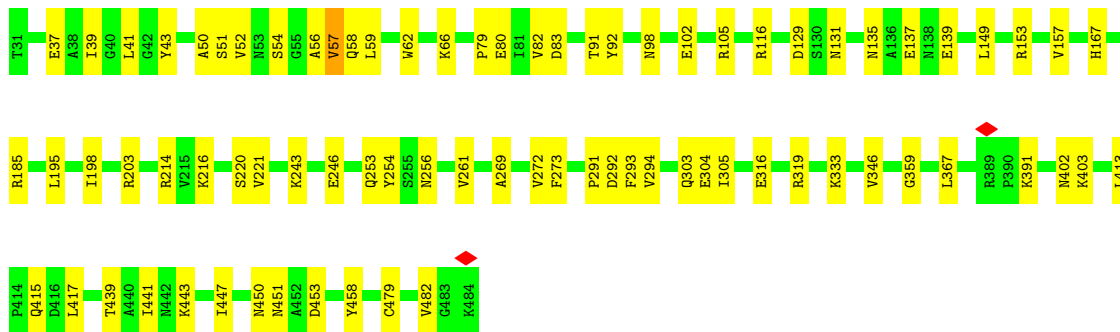 T31 E37 A38 I39 G40 L41 G42 Y43 A50 S51 V52 N53 S54 G55 A56 V57 Q58 L59 W62 K66 P79 E80 I81 V82 D83 T91 Y92 N98 E102 R105 R116 D129 S130 N131 N135 A136 E137 N138 E139 L149 R153 V157 H167
R185 L195 I198 R203 R214 V215 K216 S220 V221 K243 E246 Q253 Y254 S255 N256 V261 A269 V272 F273 P291 D292 F293 V294 Q303 E304 I305 E316 R319 K333 V346 G359 L367 R389 P390 K391 N402 K403 L413
P414 Q415 D416 L417 T439 A440 I441 N442 K443 I447 N450 N451 A452 D453 Y458 C479 V482 G483 K484